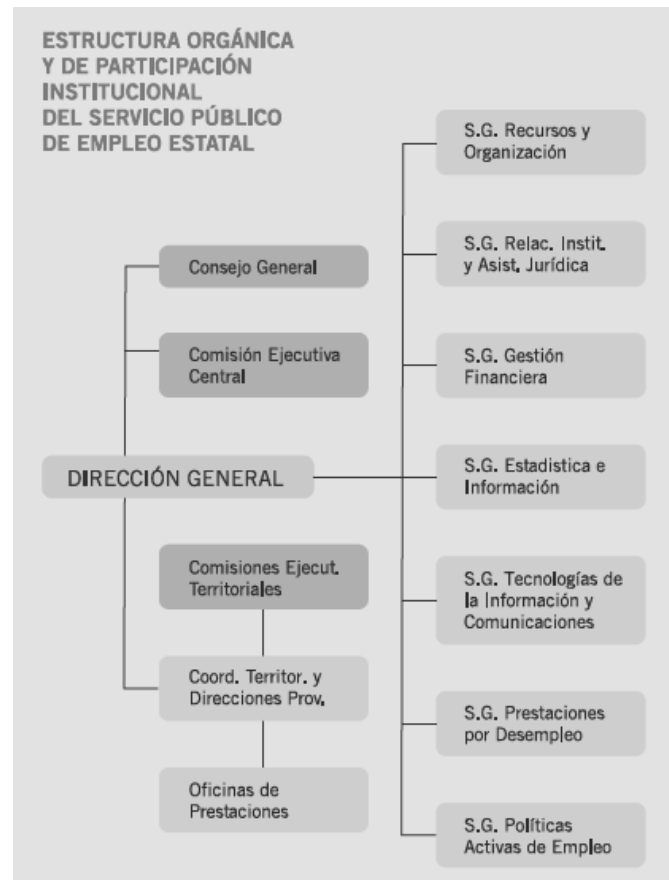 ESTRUCTURA ORGÁNICA
Y DE PARTICIPACIÓN
INSTITUCIONAL
DEL SERVICIO PÚBLICO
DE EMPLEO ESTATAL
Consejo General
Comisión Ejecutiva
Central
DIRECCIÓN GENERAL
Comisiones Ejecut.
Territoriales
Coord. Territor. y
Direcciones Prov.
Oficinas de
Prestaciones
S.G. Recursos y
Organización
S.G. Relac. Instit.
y Asist. Jurídica
S.G. Gestión
Financiera
S.G. Estadistica e
Información
S.G. Tecnologías de
la Información y
Comunicaciones
S.G. Prestaciones
por Desempleo
S.G. Políticas
Activas de Empleo